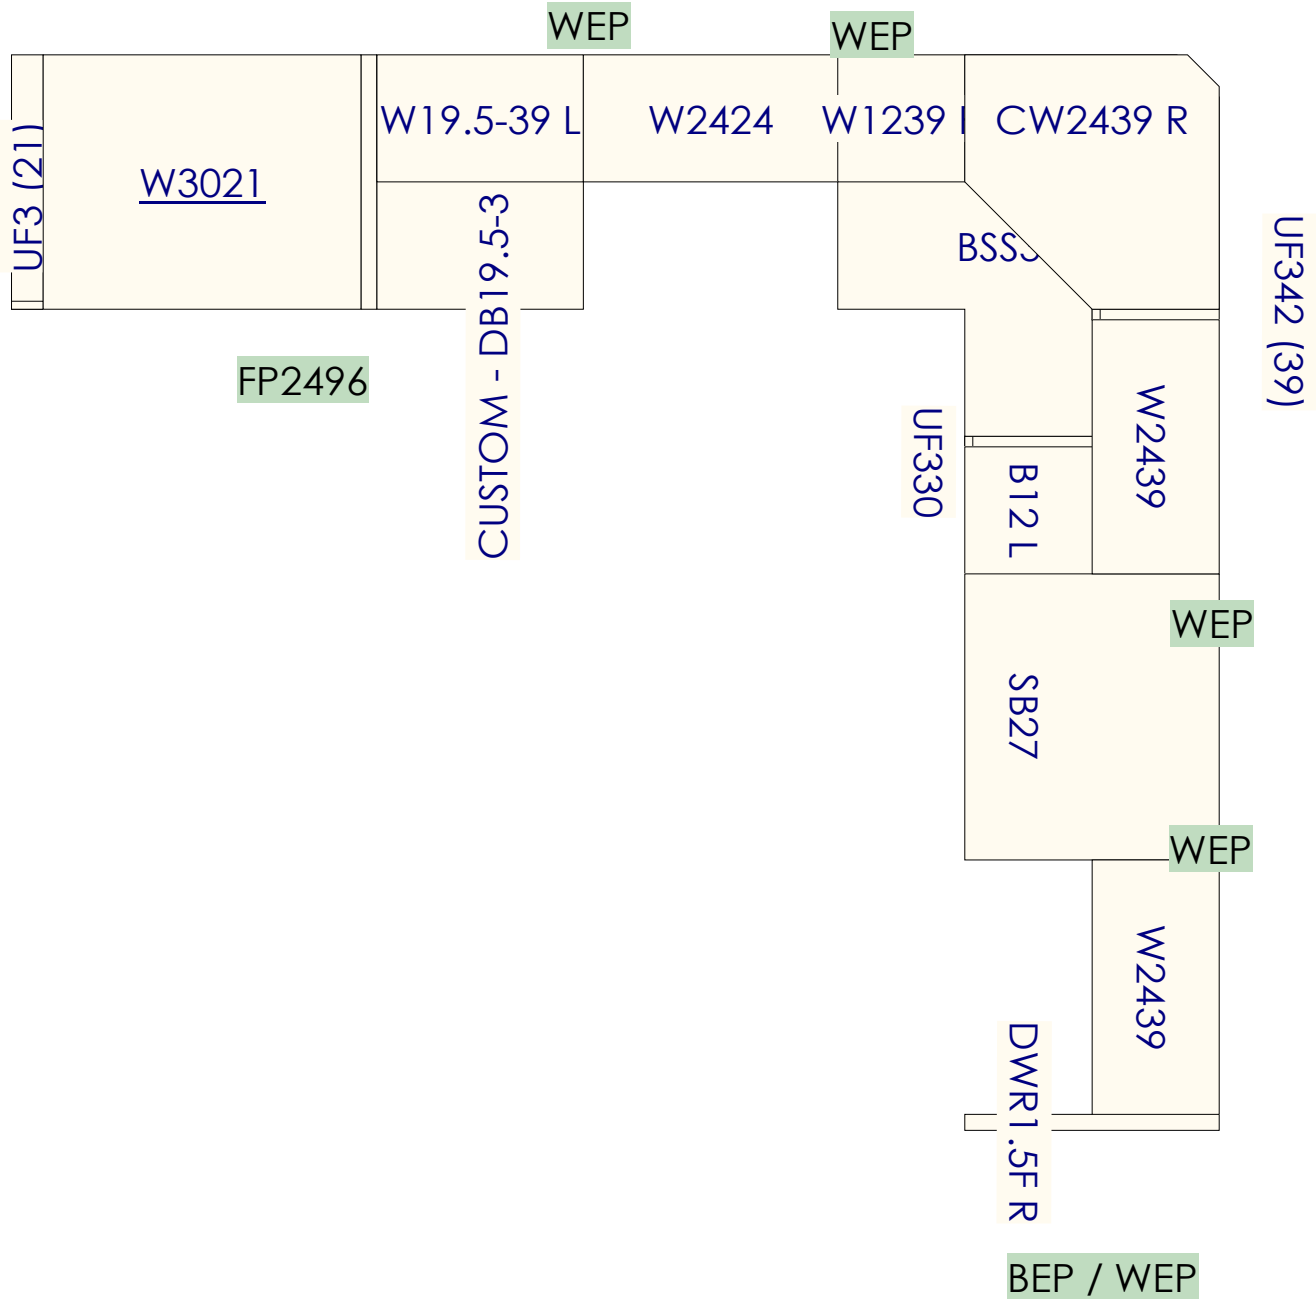 WEP
WEP
W19.5-39 L
W2424
W1239
CW2439 R
UF3 (21)
W3021
CUSTOM - DB19.5-3
UF342 (39)
FP2496
UF330
W2439
B12 L
WEP
SB27
WEP
W2439
DWR1.5F R
BEP / WEP